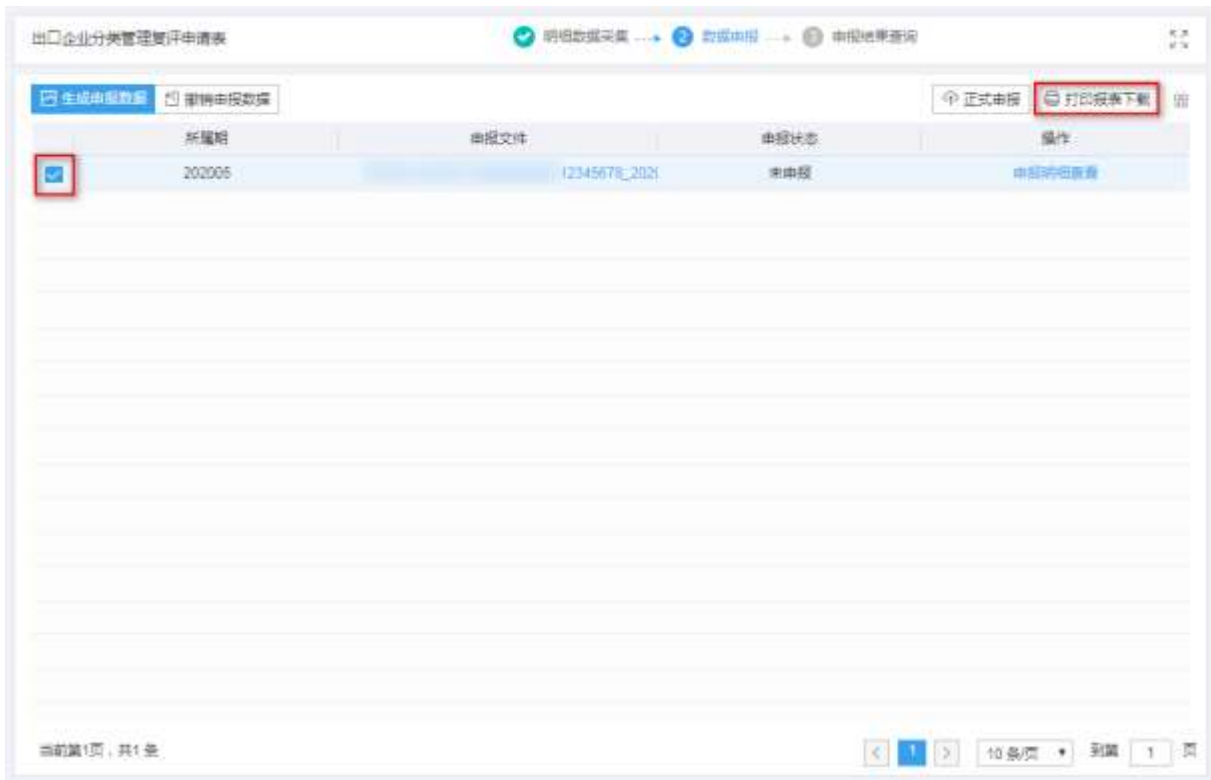 出口企业分类管理复评申请表
明细数据采集 2 数据申报 3 申报结果查询
生成申报数据 撤销申报数据 正式申报 打印报表下载
所属期 申报文件 申报状态 操作
202005 12345678_202 未申报 申报明细查看
当前第1页，共1 条 < 1 > 10 条/页 到第 1 页